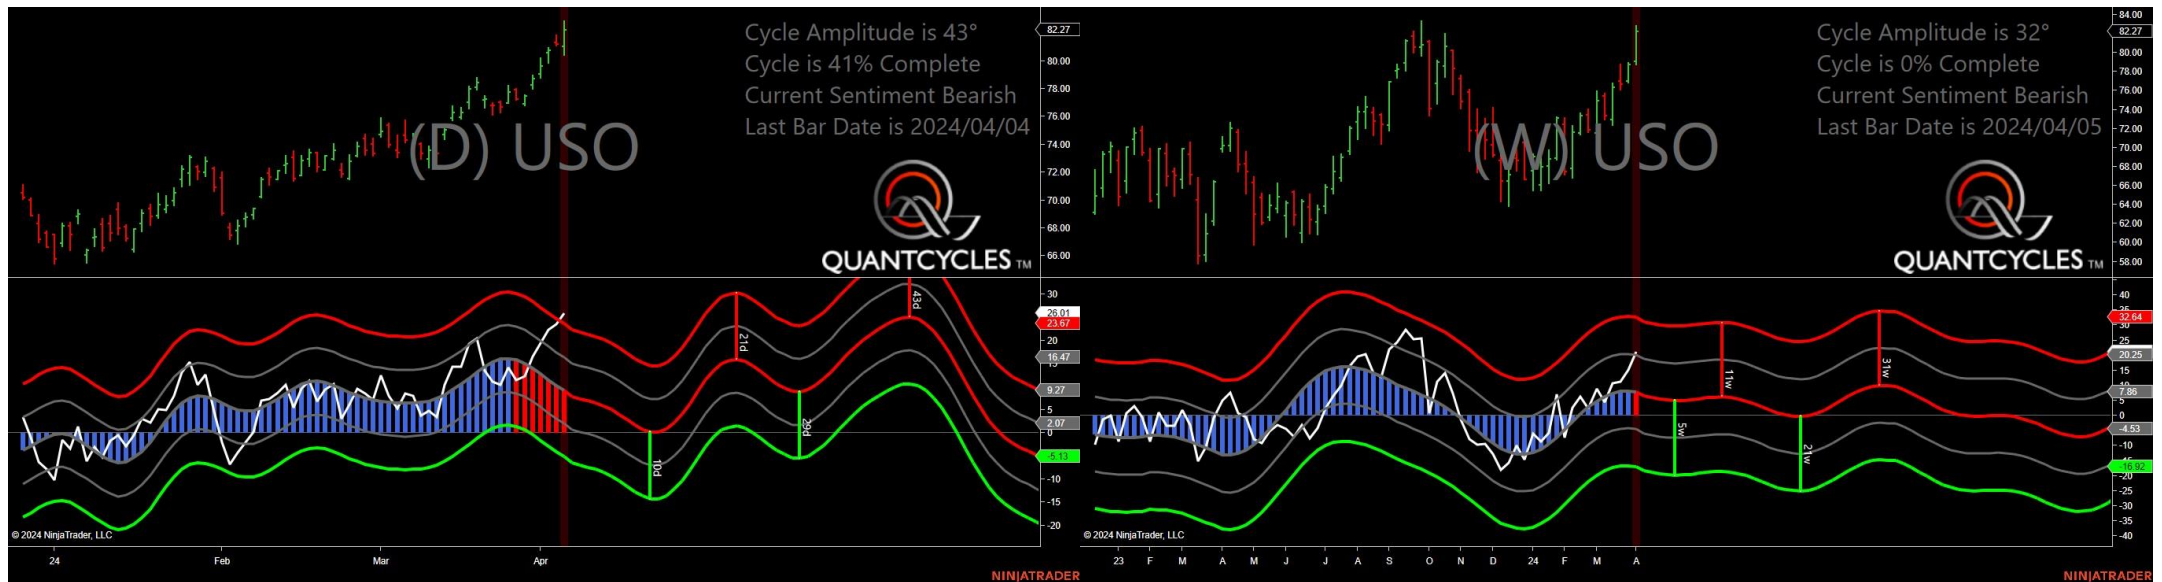 Cycle Amplitude is 43°
Cycle is 41% Complete
Current Sentiment Bearish
Last Bar Date is 2024/04/04
(D) USO
QUANTCYCLES TM
82.27
80.00
78.00
76.00
74.00
72.00
70.00
68.00
66.00
43d
21d
29d
10d
30
26.01
23.67
20
16.47
15
9.27
5
2.07
0
-5.13
-10
-15
-20
© 2024 NinjaTrader, LLC
24 Feb Mar Apr
NINJATRADER
Cycle Amplitude is 32°
Cycle is 0% Complete
Current Sentiment Bearish
Last Bar Date is 2024/04/05
(W) USO
QUANTCYCLES TM
84.00
82.27
80.00
78.00
76.00
74.00
72.00
70.00
68.00
66.00
64.00
62.00
60.00
58.00
11w
31w
5w
21w
40
35
32.64
30
25
20.25
15
10
7.86
5
0
-4.53
-10
-15
-16.92
-20
-25
-30
-35
-40
© 2024 NinjaTrader, LLC
23 F M A M J J A S O N D 24 F M A
NINJATRADER